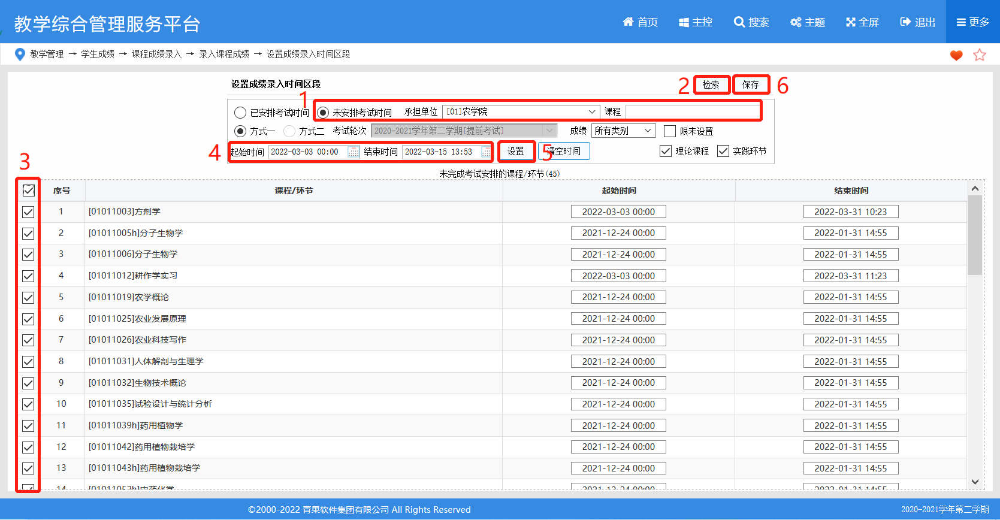 教学综合管理服务平台
首页 主控 搜索 主题 全屏 退出 更多
教学管理 → 学生成绩 → 课程成绩录入 → 录入课程成绩 → 设置成绩录入时间区段
设置成绩录入时间区段 2 检索 保存 6
1
已安排考试时间 未安排考试时间 承担单位 [01]农学院 课程
方式一 方式二 考试轮次 2020-2021学年第二学期[提前考试] 成绩 所有类别 限未设置
4 起始时间 2022-03-03 00:00 结束时间 2022-03-15 13:53 设置 5 清空时间 理论课程 实践环节
3
未完成考试安排的课程/环节(45)
序号 课程/环节 起始时间 结束时间
1 [01011003]方剂学 2022-03-03 00:00 2022-03-31 10:23
2 [01011005h]分子生物学 2021-12-24 00:00 2022-01-31 14:55
3 [01011006]分子生物学 2021-12-24 00:00 2022-01-31 14:55
4 [01011012]耕作学实习 2022-03-03 00:00 2022-03-31 11:23
5 [01011019]农学概论 2021-12-24 00:00 2022-01-31 14:55
6 [01011025]农业发展原理 2021-12-24 00:00 2022-01-31 14:55
7 [01011026]农业科技写作 2021-12-24 00:00 2022-01-31 14:55
8 [01011031]人体解剖与生理学 2021-12-24 00:00 2022-01-31 14:55
9 [01011032]生物技术概论 2021-12-24 00:00 2022-01-31 14:55
10 [01011035]试验设计与统计分析 2021-12-24 00:00 2022-01-31 14:55
11 [01011039h]药用植物学 2021-12-24 00:00 2022-01-31 14:55
12 [01011042]药用植物栽培学 2021-12-24 00:00 2022-01-31 14:55
13 [01011043h]药用植物栽培学 2021-12-24 00:00 2022-01-31 14:55
14 [01011052h]中药化学 2021-12-24 00:00 2022-01-31 14:55
©2000-2022 青果软件集团有限公司 All Rights Reserved
2020-2021学年第二学期